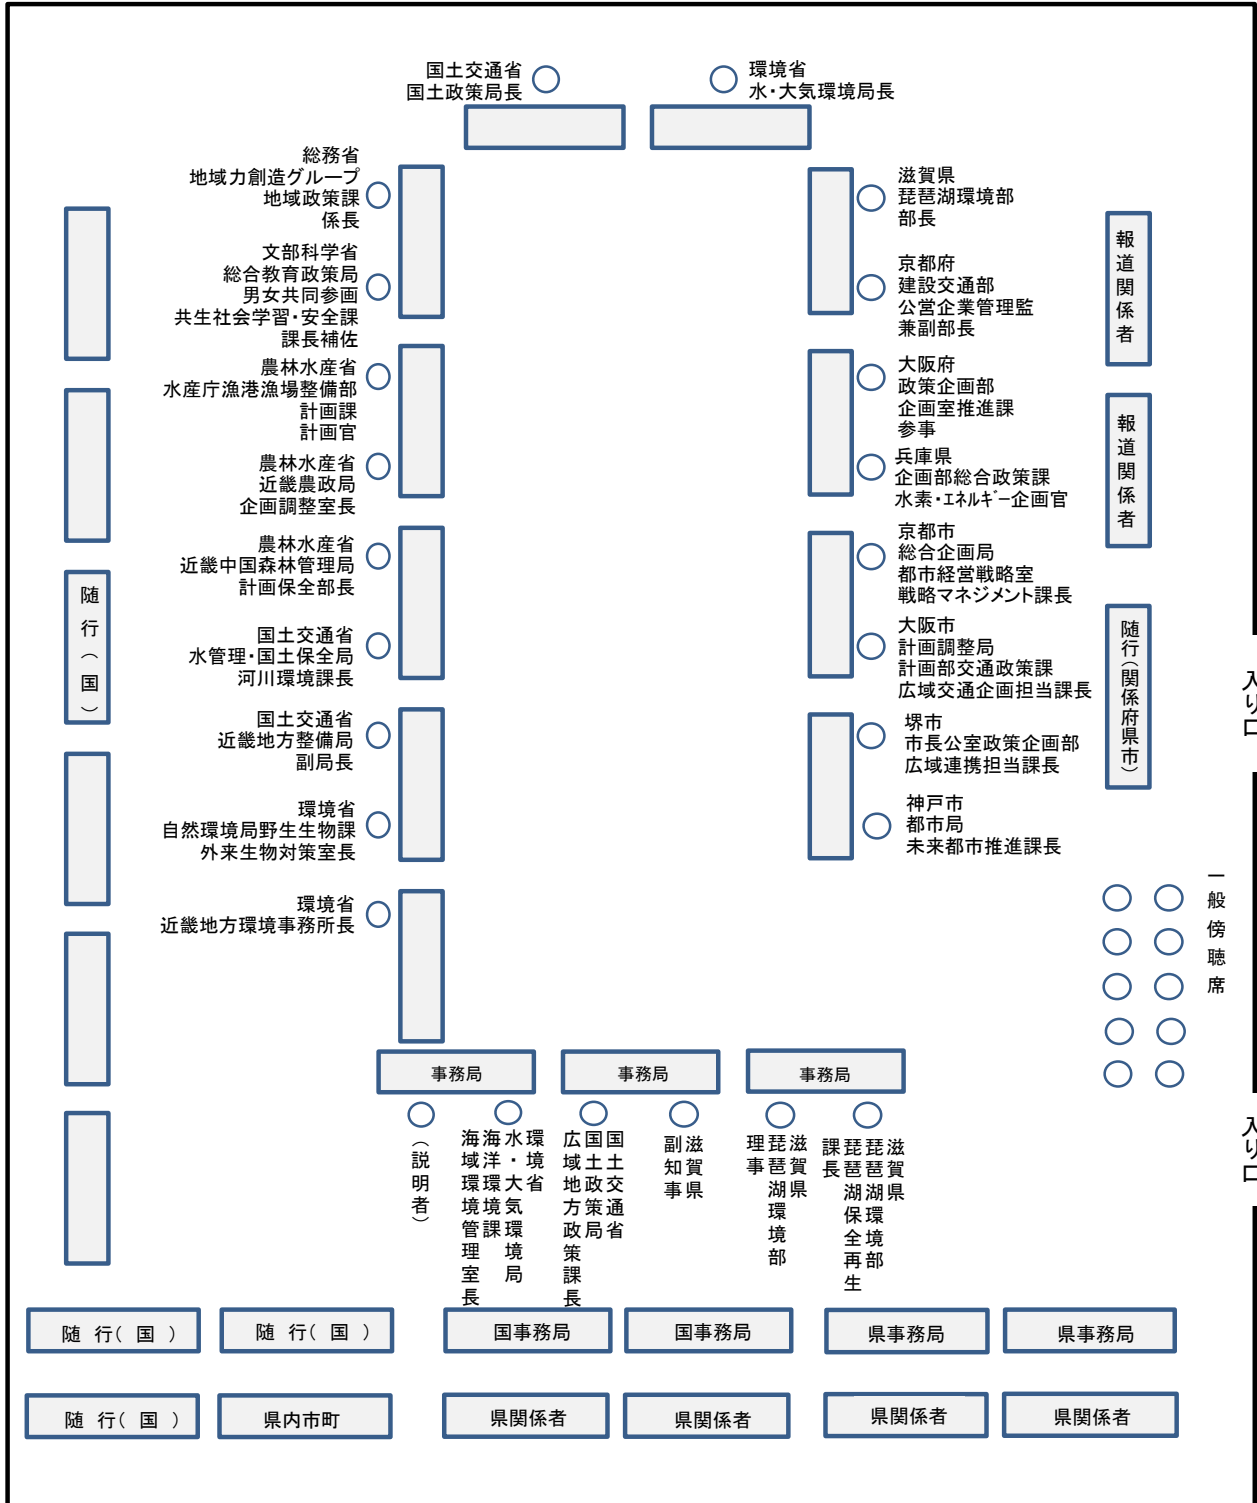 国土交通省
国土政策局長
環境省
水・大気環境局長
総務省
地域力創造グループ
地域政策課
係長
文部科学省
総合教育政策局
男女共同参画
共生社会学習・安全課
課長補佐
農林水産省
水産庁漁港漁場整備部
計画課
計画官
農林水産省
近畿農政局
企画調整室長
農林水産省
近畿中国森林管理局
計画保全部長
国土交通省
水管理・国土保全局
河川環境課長
国土交通省
近畿地方整備局
副局長
環境省
自然環境局野生生物課
外来生物対策室長
環境省
近畿地方環境事務所長
随行(国)
滋賀県
琵琶湖環境部
部長
京都府
建設交通部
公営企業管理監
兼副部長
大阪府
政策企画部
企画室推進課
参事
兵庫県
企画部総合政策課
水素・エネルギー企画官
京都市
総合企画局
都市経営戦略室
戦略マネジメント課長
大阪市
計画調整局
計画部交通政策課
広域交通企画担当課長
堺市
市長公室政策企画部
広域連携担当課長
神戸市
都市局
未来都市推進課長
報道関係者
報道関係者
随行(関係府県市)
入り口
一般傍聴席
入り口
事務局
事務局
事務局
(説明者)
環境省
水・大気環境局
海洋環境課
海域環境管理室長
国土交通省
国土政策局
広域地方政策課長
滋賀県
副知事
滋賀県
琵琶湖環境部
理事
滋賀県
琵琶湖環境部
琵琶湖保全再生
課長
随 行( 国 )
随 行( 国 )
国事務局
国事務局
県事務局
県事務局
随 行( 国 )
県内市町
県関係者
県関係者
県関係者
県関係者